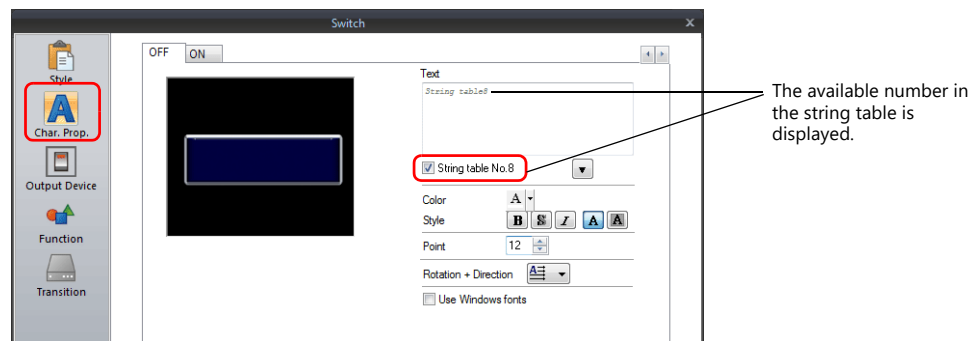 Switch
x
Style
Char. Prop.
Output Device
Function
Transition
OFF
ON
Text
String table8
String table No.8
Color
A
Style
B S I A A
Point
12
Rotation + Direction
A
Use Windows fonts
The available number in
the string table is
displayed.